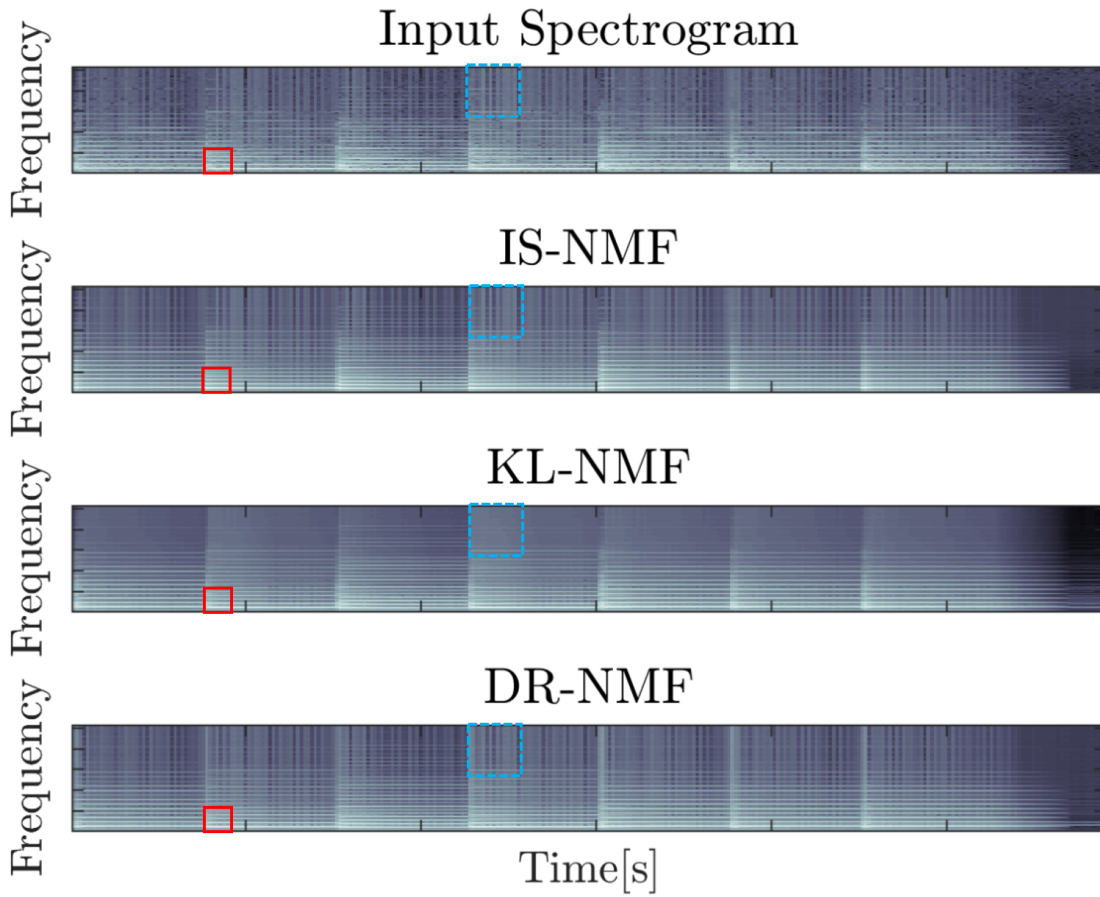 Input Spectrogram
Frequency
IS-NMF
Frequency
KL-NMF
Frequency
DR-NMF
Frequency
Time[s]